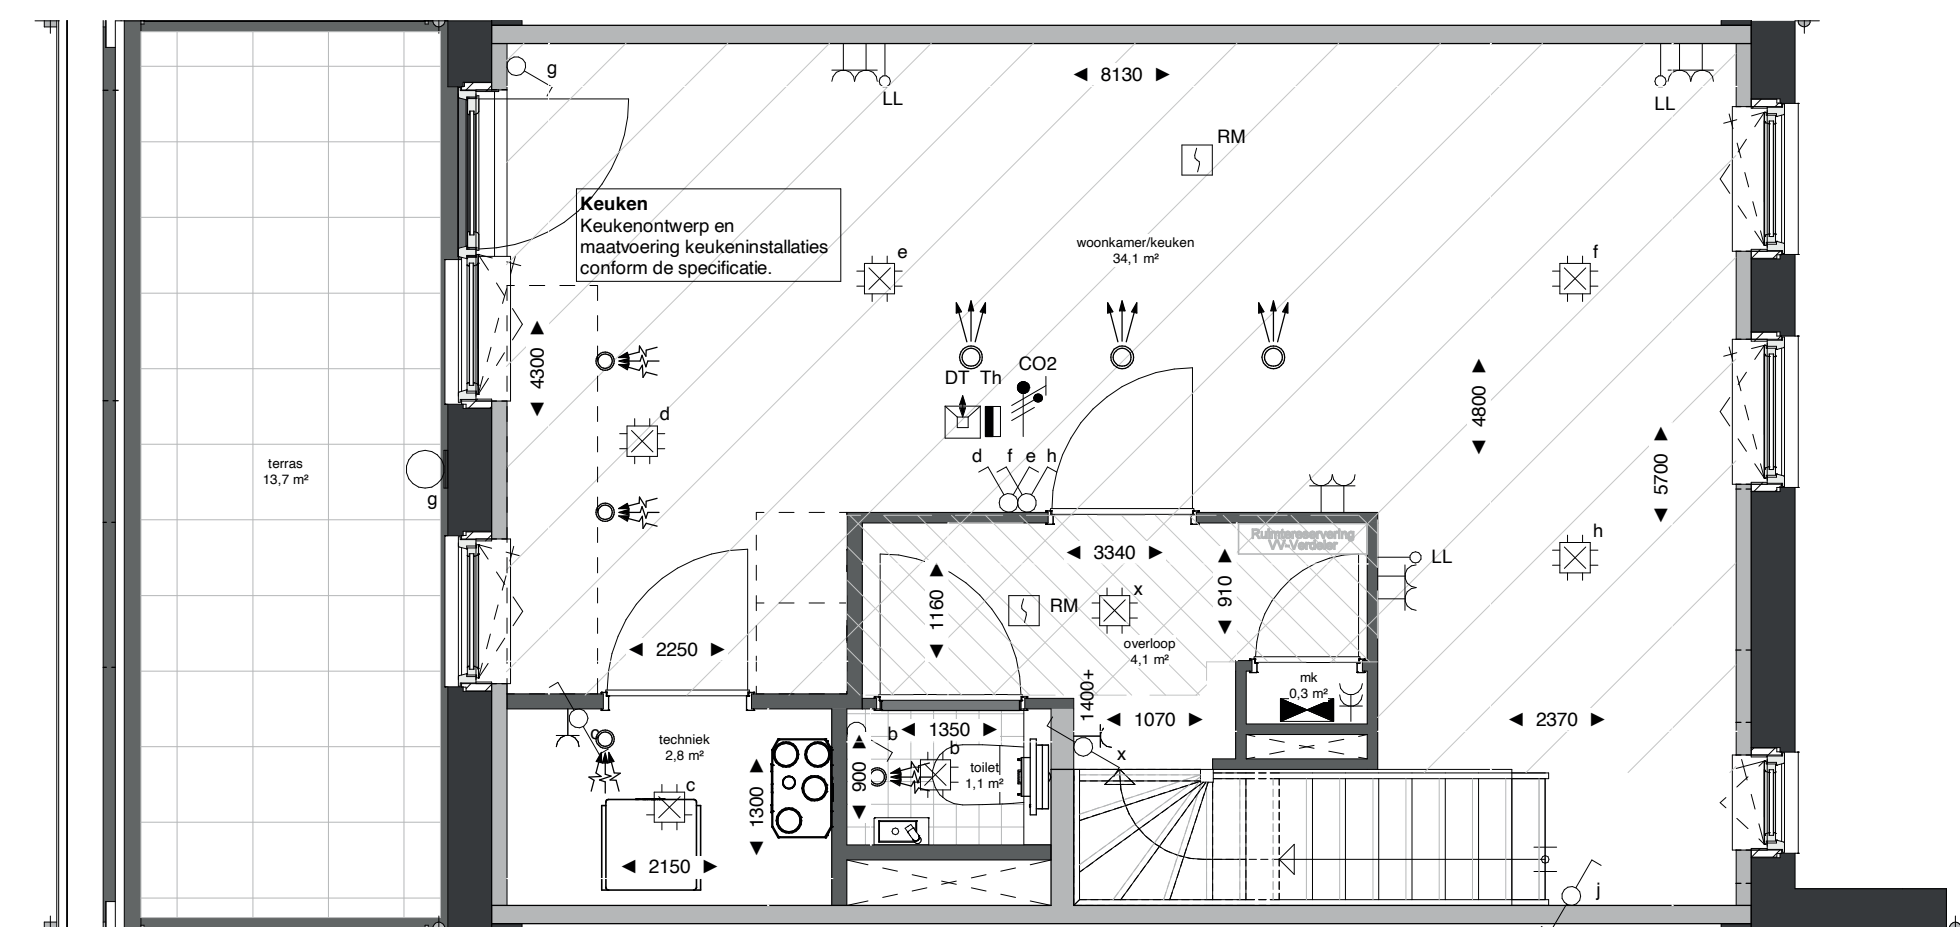 g
LL
8130
LL
RM
Keuken
Keukenontwerp en
maatvoering keukeninstallaties
conform de specificatie.
woonkamer/keuken
34,1 m²
e
f
4300
CO2
DT Th
4800
d
d f e h
5700
terras
13,7 m²
g
Ruimtereservering
VV-Verdeler
h
3340
LL
910
1160
RM
x
overloop
4,1 m²
2250
mk
0,3 m²
1400+
1070
2370
techniek
2,8 m²
c
b
1350
b
x
900
toilet
1,1 m²
c
1300
2150
j